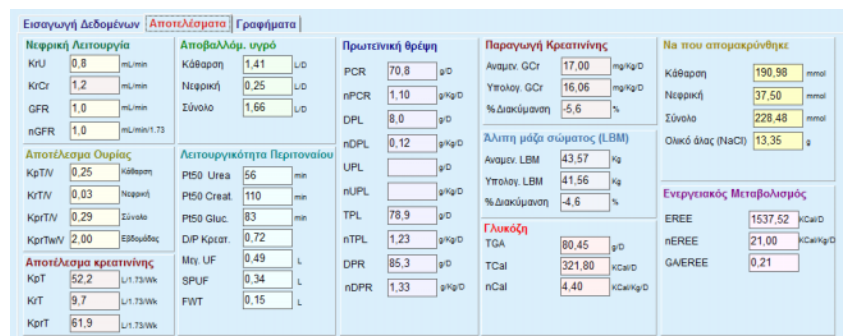 Εισαγωγή Δεδομένων Αποτελέσματα Γραφήματα
Νεφρική Λειτουργία
KrU 0,8 mL/min
KrCr 1,2 mL/min
GFR 1,0 mL/min
nGFR 1,0 mL/min/1.73
Αποτέλεσμα Ουρίας
KpT/V 0,25 Κάθαρση
KrT/V 0,03 Νεφρική
KprT/V 0,29 Σύνολο
KprTw/V 2,00 Εβδομάδος
Αποτέλεσμα κρεατινίνης
KpT 52,2 L/1.73/Wk
KrT 9,7 L/1.73/Wk
KprT 61,9 L/1.73/Wk
Αποβαλλόμ. υγρό
Κάθαρση 1,41 L/D
Νεφρική 0,25 L/D
Σύνολο 1,66 L/D
Λειτουργικότητα Περιτοναίου
Pt50 Urea 56 min
Pt50 Creat. 110 min
Pt50 Gluc. 83 min
D/P Κρεατ. 0,72
Μεγ. UF 0,49 L
SPUF 0,34 L
FWT 0,15 L
Πρωτεϊνική θρέψη
PCR 70,8 g/D
nPCR 1,10 g/Kg/D
DPL 8,0 g/D
nDPL 0,12 g/Kg/D
UPL g/D
nUPL g/Kg/D
TPL 78,9 g/D
nTPL 1,23 g/Kg/D
DPR 85,3 g/D
nDPR 1,33 g/Kg/D
Παραγωγή Κρεατινίνης
Αναμεν. GCr 17,00 mg/Kg/D
Υπολογ. GCr 16,06 mg/Kg/D
% Διακύμανση -5,6 %
Άλιπη μάζα σώματος (LBM)
Αναμεν. LBM 43,57 Kg
Υπολογ. LBM 41,56 Kg
% Διακύμανση -4,6 %
Γλυκόζη
TGA 80,45 g/D
TCal 321,80 KCal/D
nCal 4,40 KCal/Kg/D
Na που απομακρύνθηκε
Κάθαρση 190,98 mmol
Νεφρική 37,50 mmol
Σύνολο 228,48 mmol
Ολικό άλας (NaCl) 13,35 g
Ενεργειακός Μεταβολισμός
EREE 1537,52 KCal/D
nEREE 21,00 KCal/Kg/D
GA/EREE 0,21